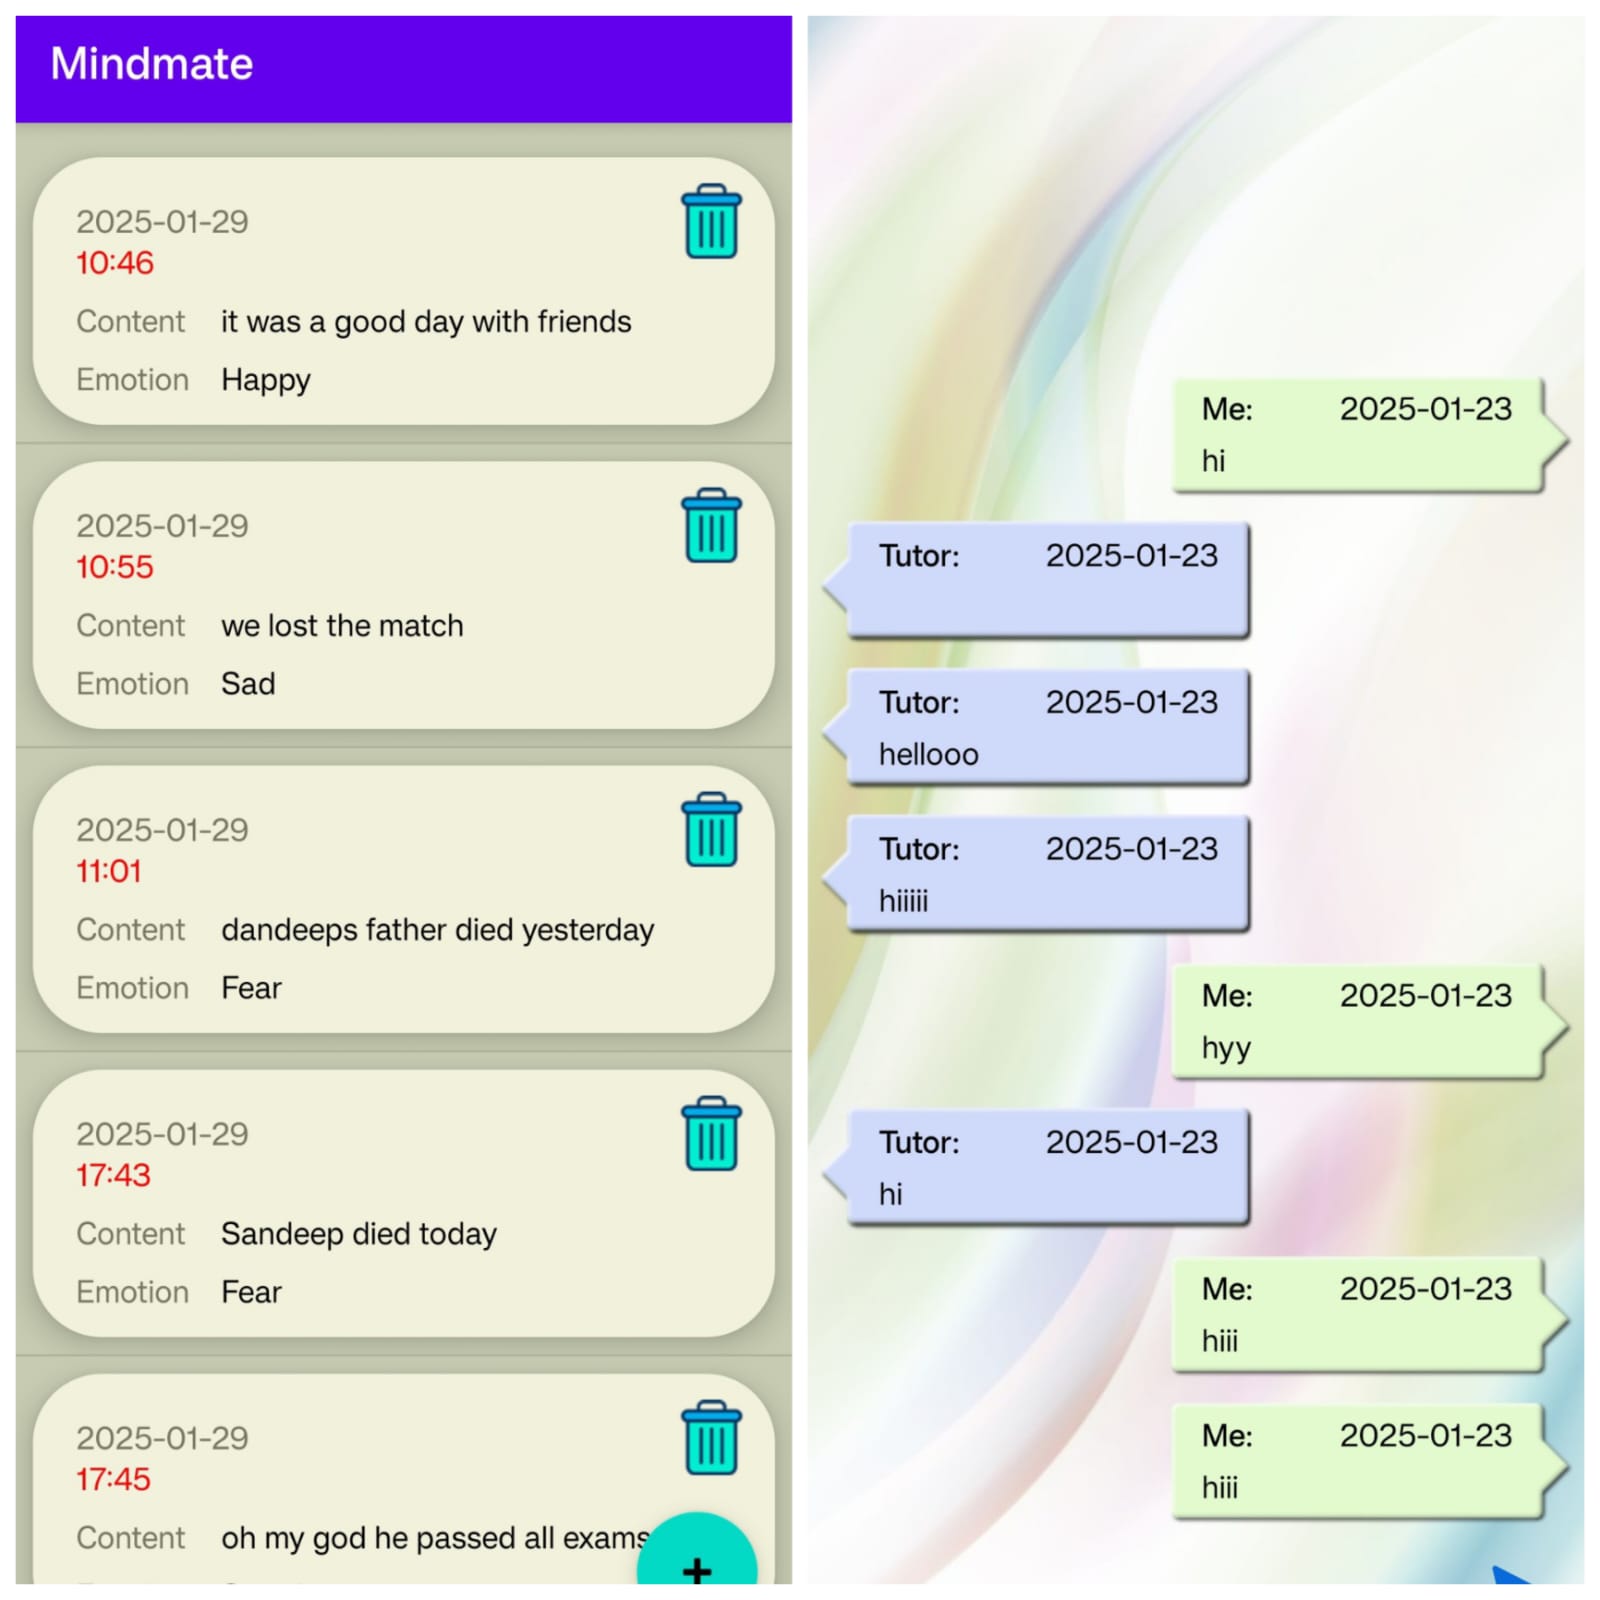 Mindmate
2025-01-29
10:46
Content it was a good day with friends
Emotion Happy
2025-01-29
10:55
Content we lost the match
Emotion Sad
2025-01-29
11:01
Content dandeeps father died yesterday
Emotion Fear
2025-01-29
17:43
Content Sandeep died today
Emotion Fear
2025-01-29
17:45
Content oh my god he passed all exams
+
Me: 2025-01-23
hi
Tutor: 2025-01-23
Tutor: 2025-01-23
hellooo
Tutor: 2025-01-23
hiiiii
Me: 2025-01-23
hyy
Tutor: 2025-01-23
hi
Me: 2025-01-23
hiii
Me: 2025-01-23
hiii